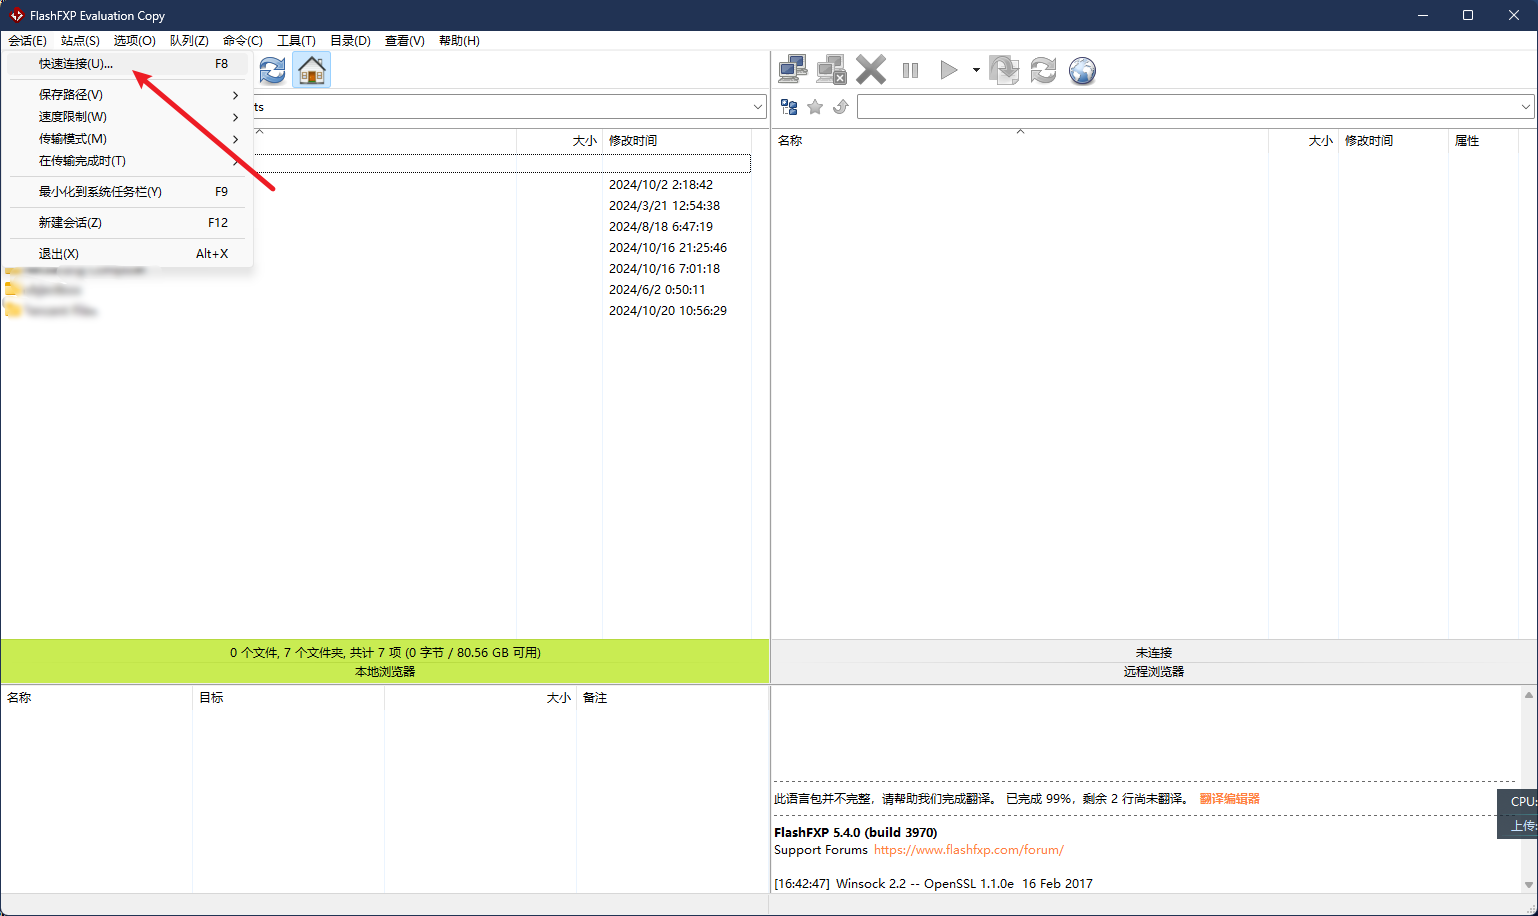 FlashFXP Evaluation Copy
会话(E) 站点(S) 选项(O) 队列(Z) 命令(C) 工具(T) 目录(D) 查看(V) 帮助(H)
快速连接(U)... F8
保存路径(V)
速度限制(W)
传输模式(M)
在传输完成时(T)
最小化到系统任务栏(Y) F9
新建会话(Z) F12
退出(X) Alt+X
ts
大小 修改时间
2024/10/2 2:18:42
2024/3/21 12:54:38
2024/8/18 6:47:19
2024/10/16 21:25:46
2024/10/16 7:01:18
2024/6/2 0:50:11
2024/10/20 10:56:29
名称 大小 修改时间 属性
0 个文件, 7 个文件夹, 共计 7 项 (0 字节 / 80.56 GB 可用)
本地浏览器
未连接
远程浏览器
名称 目标 大小 备注
此语言包并不完整，请帮助我们完成翻译。 已完成 99%，剩余 2 行尚未翻译。 翻译编辑器
FlashFXP 5.4.0 (build 3970)
Support Forums https://www.flashfxp.com/forum/
[16:42:47] Winsock 2.2 -- OpenSSL 1.1.0e 16 Feb 2017
CPU:
上传: